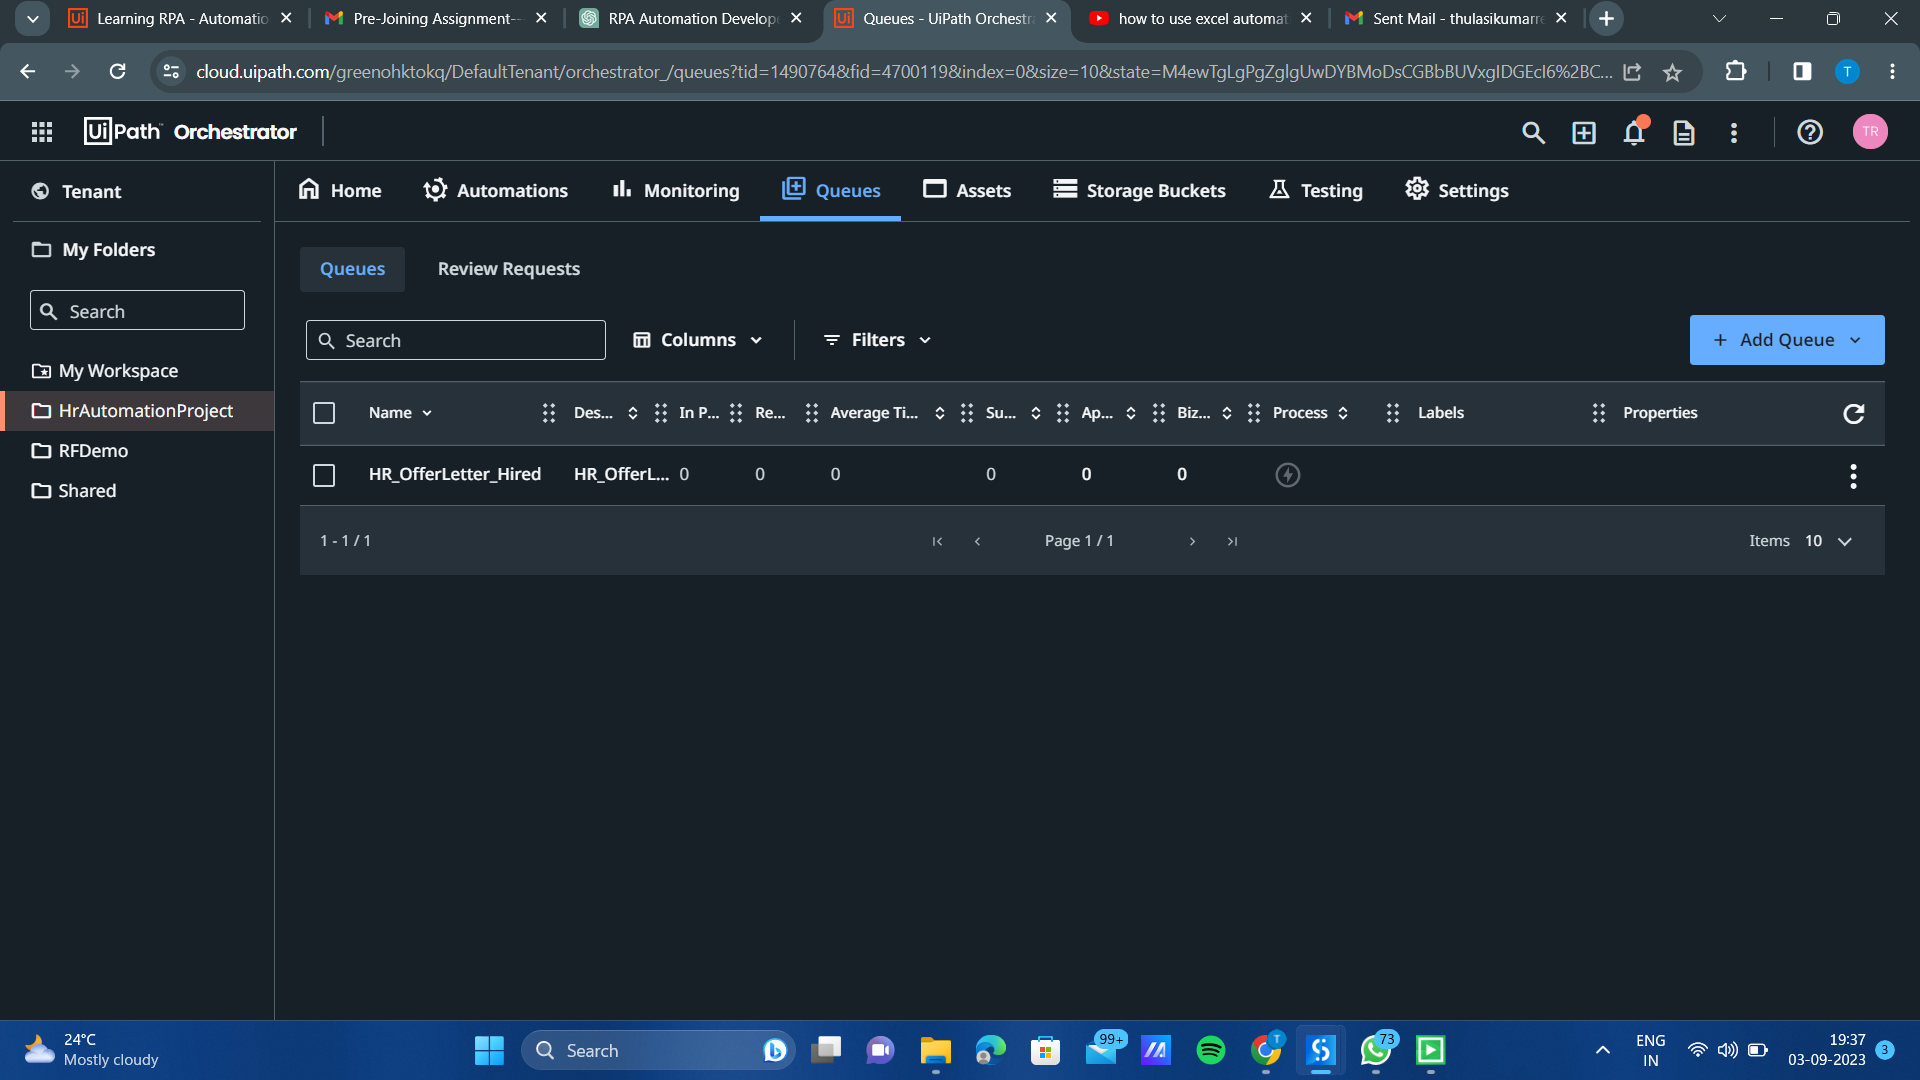 Learning RPA - Automatio
Pre-Joining Assignment--
RPA Automation Develope
Queues - UiPath Orchestra
how to use excel automat
Sent Mail - thulasikumarre
cloud.uipath.com/greenohktokq/DefaultTenant/orchestrator_/queues?tid=1490764&fid=4700119&index=0&size=10&state=M4ewTgLgPgZglgUwDYBMoDsCGBbBUVxgIDGEcI6%2BC...
T
UiPath Orchestrator
TR
Tenant
Home
Automations
Monitoring
Queues
Assets
Storage Buckets
Testing
Settings
My Folders
Search
My Workspace
HrAutomationProject
RFDemo
Shared
Queues
Review Requests
Search
Columns
Filters
+ Add Queue
Name
Des...
In P...
Re...
Average Ti...
Su...
Ap...
Biz...
Process
Labels
Properties
HR_OfferLetter_Hired
HR_OfferL...
0
0
0
0
0
0
1 - 1 / 1
Page 1 / 1
Items 10
24°C
Mostly cloudy
Search
99+
T
73
ENG
IN
19:37
03-09-2023
3